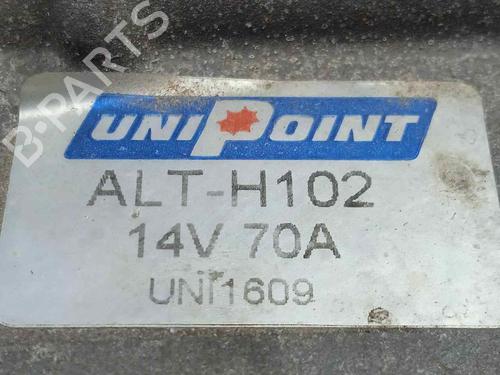 B-PARTS
UNIPOINT
ALT-H102
14V 70A
UNI1609